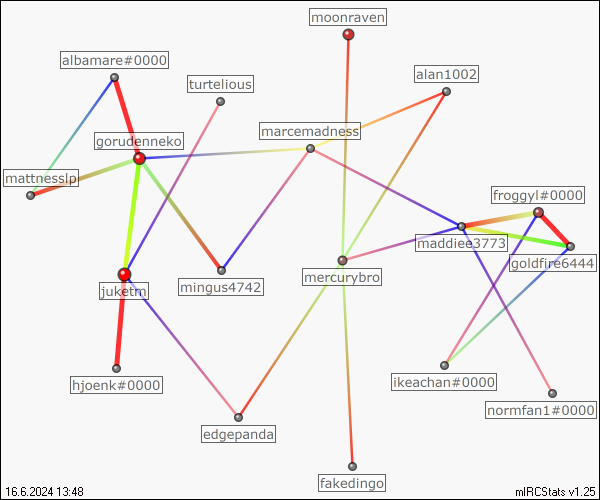 moonraven
albamare#0000
alan1002
turtelious
marcemadness
gorudenneko
mattnesslp
froggyl#0000
maddiee3773
goldfire6444
mercurybro
mingus4742
juketm
hjoenk#0000
ikeachan#0000
normfan1#0000
edgepanda
fakedingo
16.6.2024 13:48
mIRCStats v1.25